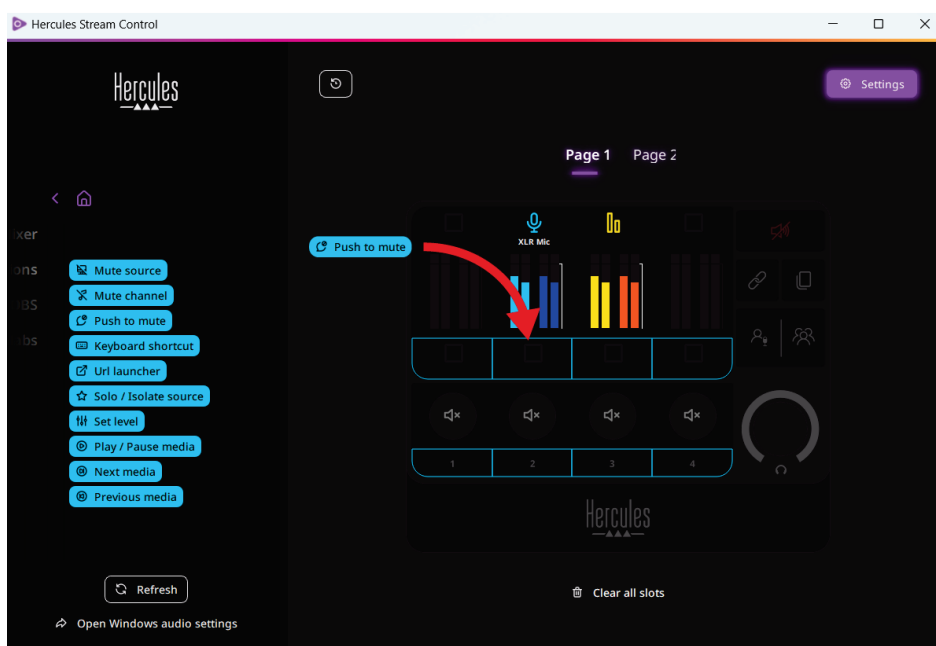 Hercules Stream Control
Hercules
Settings
Page 1
Page 2
xer
ons
JBS
bs
Mute source
Mute channel
Push to mute
Keyboard shortcut
Url launcher
Solo / Isolate source
Set level
Play / Pause media
Next media
Previous media
Refresh
Open Windows audio settings
Push to mute
XLR Mic
1
2
3
4
Hercules
Clear all slots